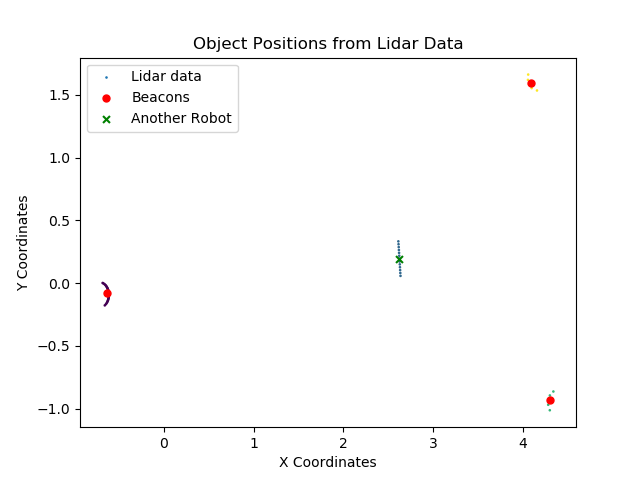 Object Positions from Lidar Data
Lidar data
Beacons
Another Robot
1.5
1.0
0.5
0.0
−0.5
−1.0
Y Coordinates
0 1 2 3 4
X Coordinates